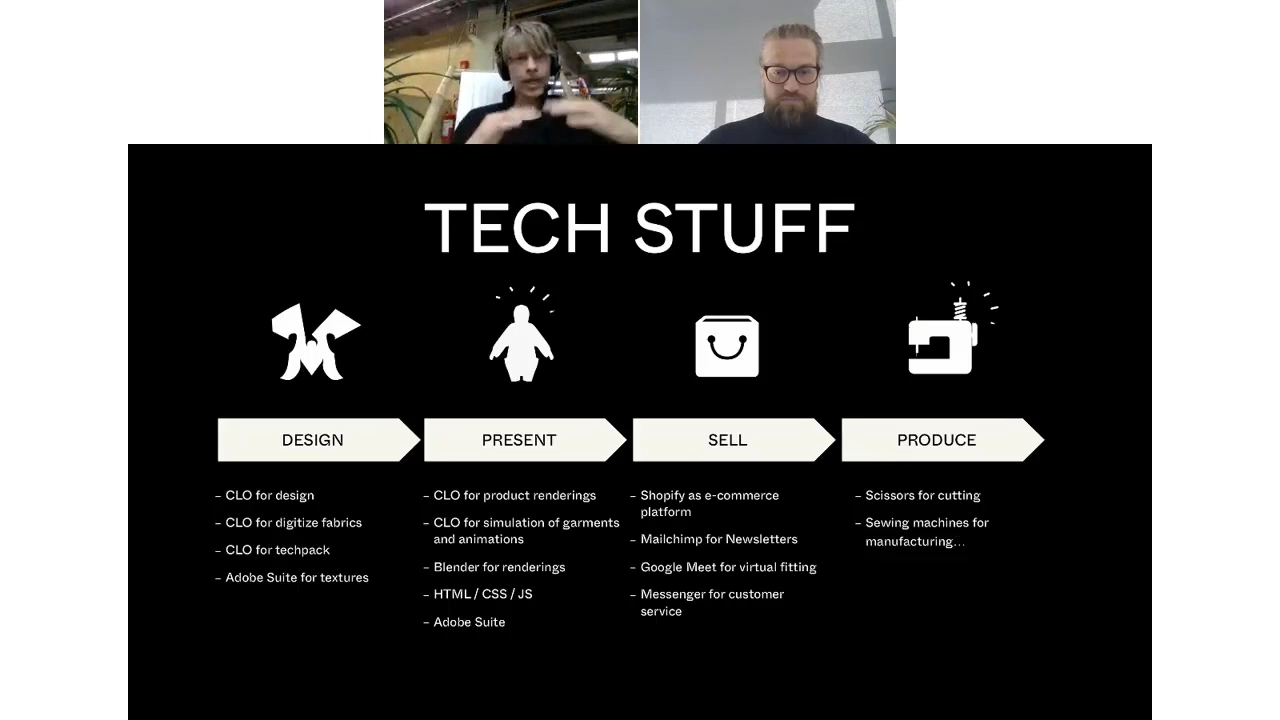 TECH STUFF
DESIGN
– CLO for design
– CLO for digitize fabrics
– CLO for techpack
– Adobe Suite for textures
PRESENT
– CLO for product renderings
– CLO for simulation of garments
and animations
– Blender for renderings
– HTML / CSS / JS
– Adobe Suite
SELL
– Shopify as e-commerce
platform
– Mailchimp for Newsletters
– Google Meet for virtual fitting
– Messenger for customer
service
PRODUCE
– Scissors for cutting
– Sewing machines for
manufacturing...